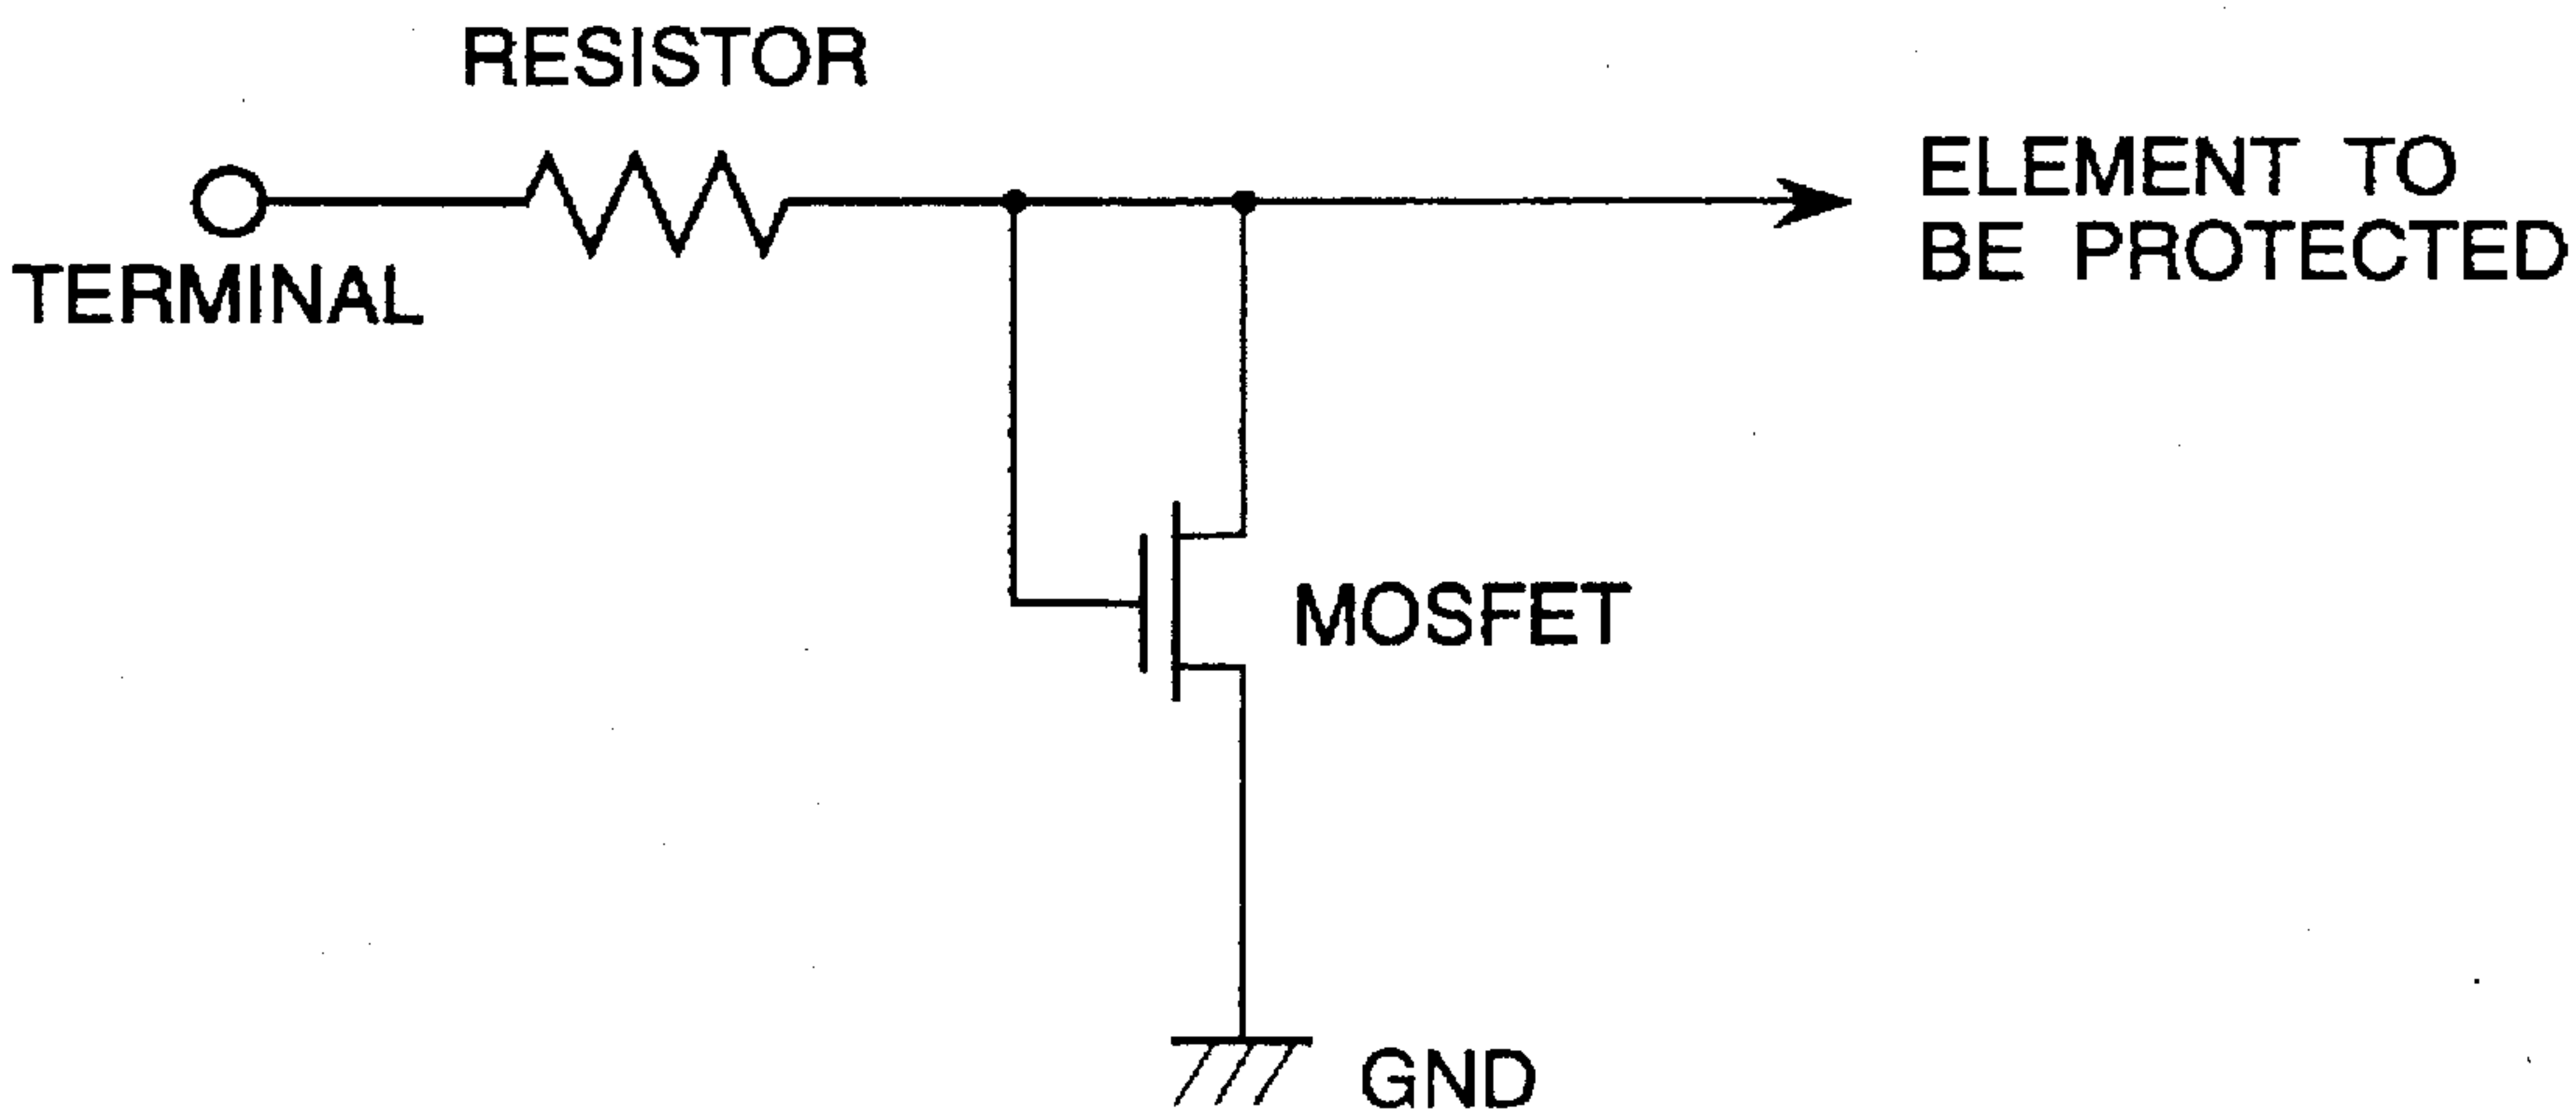 RESISTOR
TERMINAL
ELEMENT TO
BE PROTECTED
MOSFET
GND